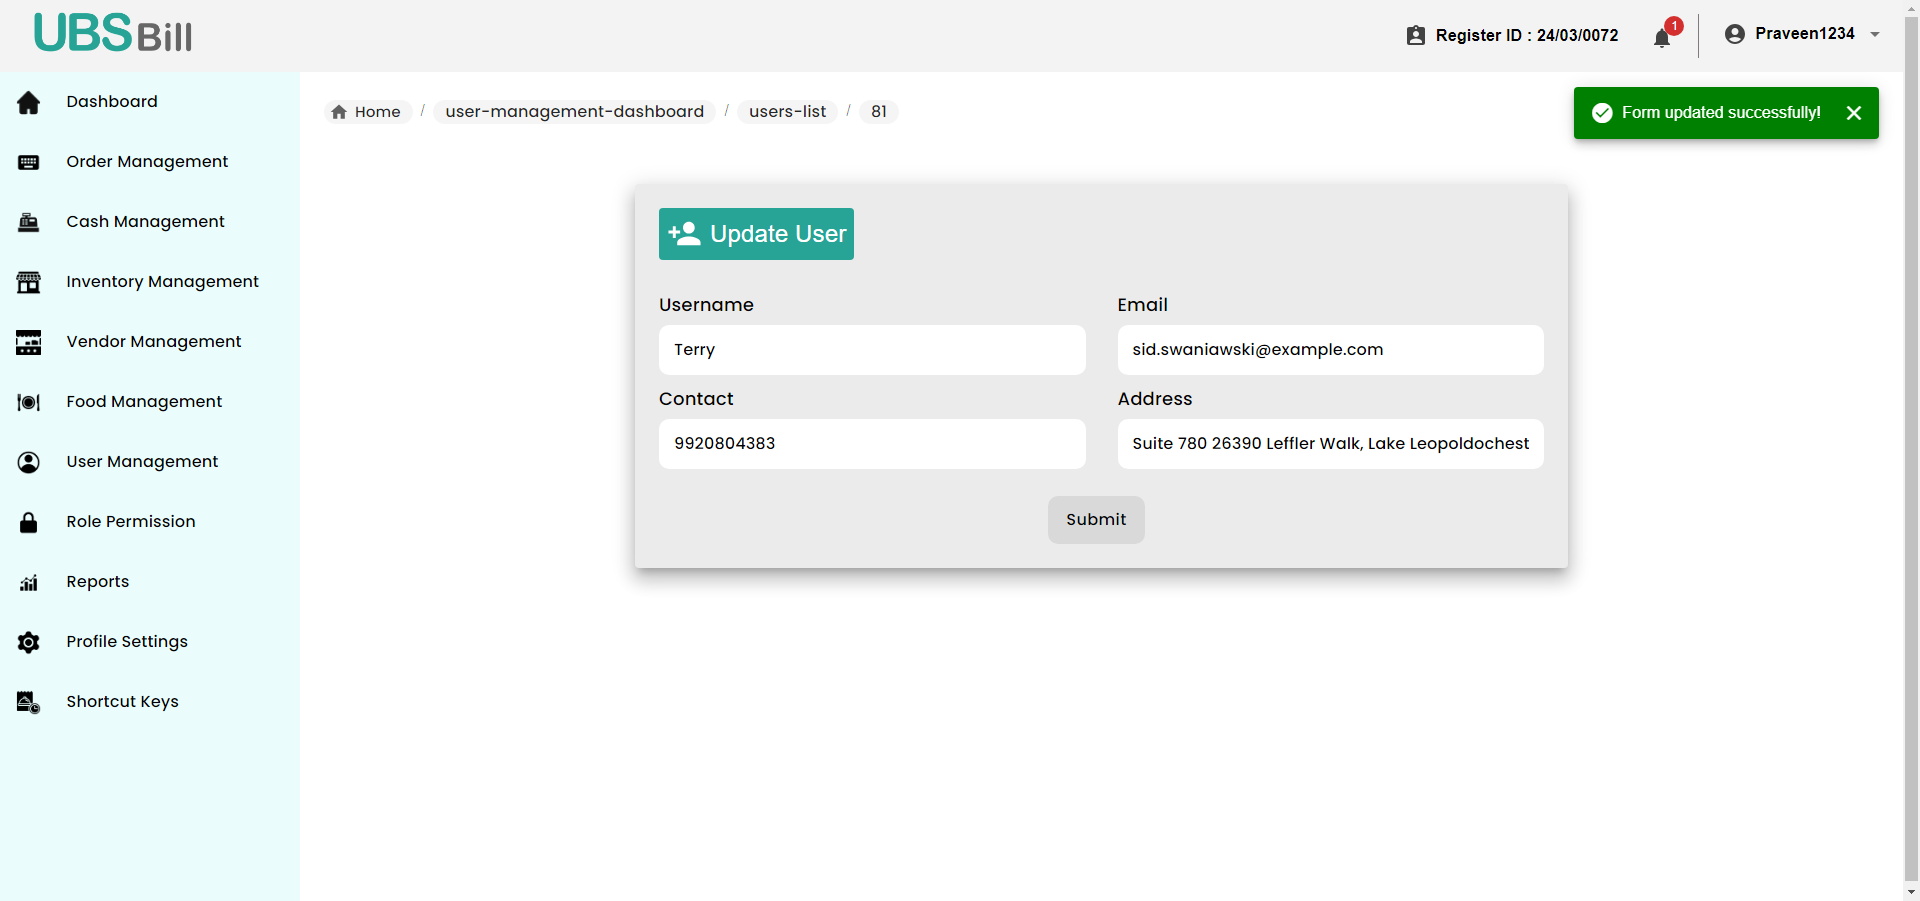 UBS Bill
Register ID : 24/03/0072
1
Praveen1234
Dashboard
Order Management
Cash Management
Inventory Management
Vendor Management
Food Management
User Management
Role Permission
Reports
Profile Settings
Shortcut Keys
Home / user-management-dashboard / users-list / 81
Form updated successfully!
Update User
Username
Terry
Email
sid.swaniawski@example.com
Contact
9920804383
Address
Suite 780 26390 Leffler Walk, Lake Leopoldochest
Submit